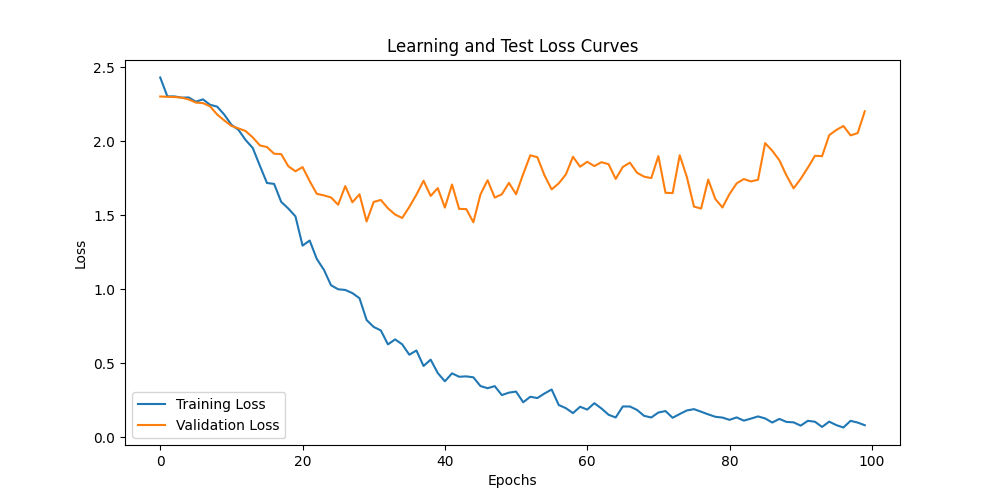 Learning and Test Loss Curves
2.5
2.0
1.5
1.0
0.5
0.0
Loss
Training Loss
Validation Loss
0 20 40 60 80 100
Epochs